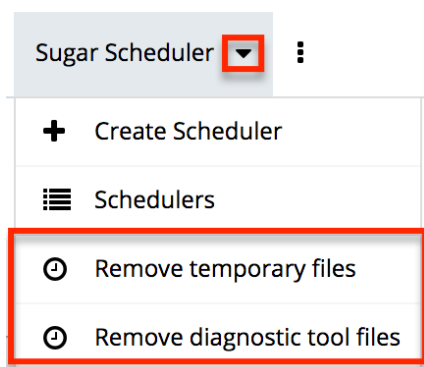 Sugar Scheduler
Create Scheduler
Schedulers
Remove temporary files
Remove diagnostic tool files